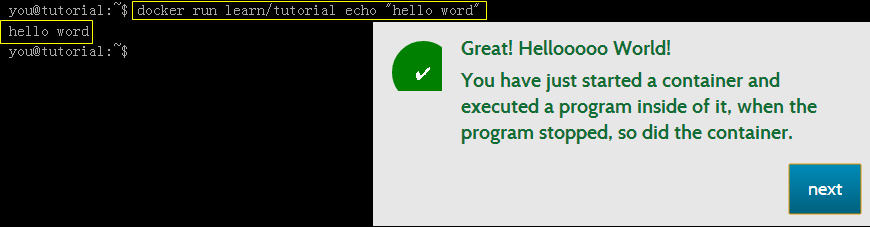 you@tutorial:~$ docker run learn/tutorial echo "hello word"
hello word
you@tutorial:~$
Great! Hellooooo World!
You have just started a container and
executed a program inside of it, when the
program stopped, so did the container.
next